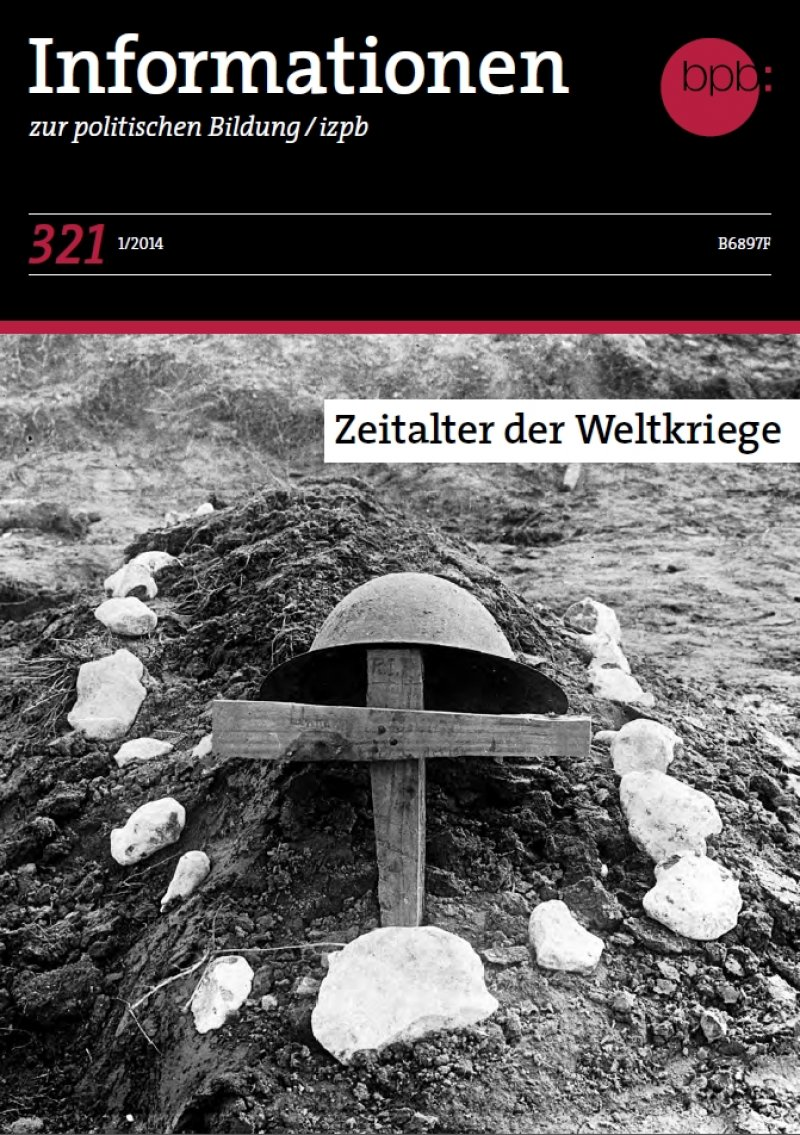 Informationen
bpb:
zur politischen Bildung / izpb
321 1/2014
B6897F
Zeitalter der Weltkriege